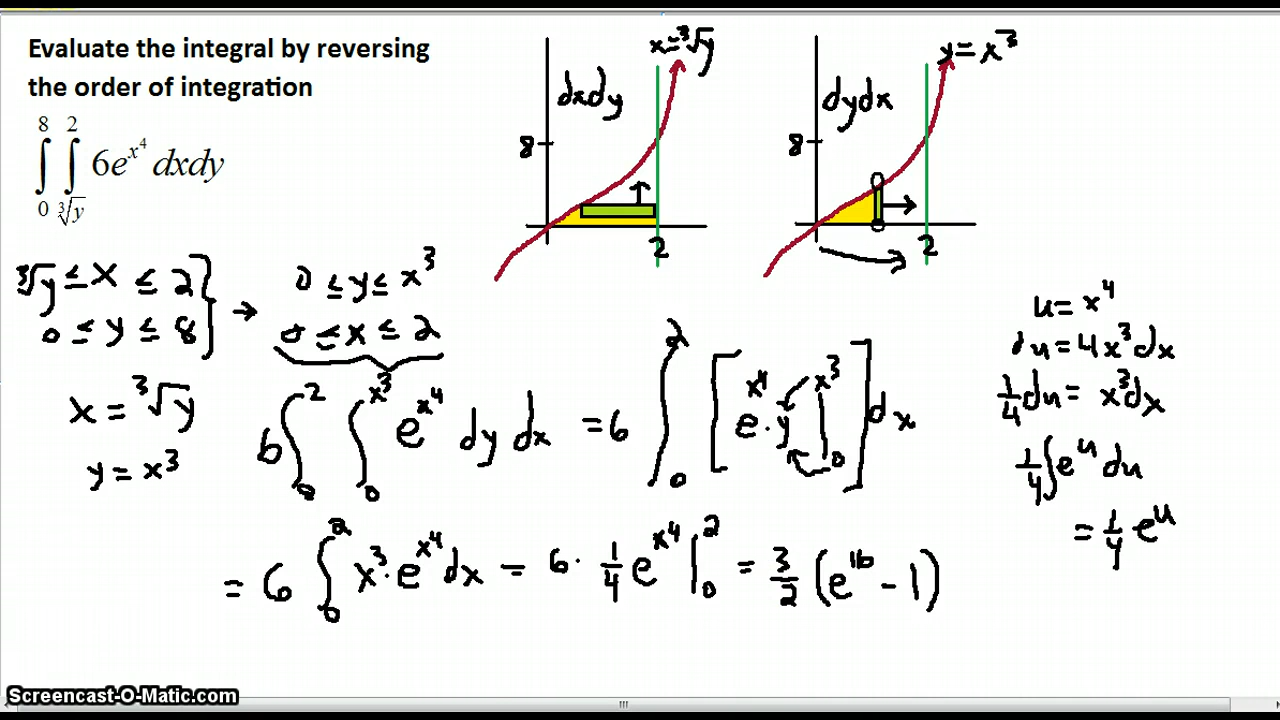 Evaluate the integral by reversing
the order of integration
∫₀⁸ ∫_∛y² 6e^(x⁴) dxdy
x=∛y
dxdy
8
2
y=x³
dydx
8
2
∛y ≤ x ≤ 2
0 ≤ y ≤ 8
→
0 ≤ y ≤ x³
0 ≤ x ≤ 2
x = ∛y
y = x³
6 ∫₀² ∫₀^(x³) e^(x⁴) dy dx = 6 ∫₀² [e^(x⁴)·y |₀^(x³)] dx
= 6 ∫₀² x³·e^(x⁴) dx = 6·¼ e^(x⁴) |₀² = 3/2 (e¹⁶ - 1)
u = x⁴
du = 4x³dx
¼ du = x³dx
¼ ∫ e^u du
= ¼ e^u
Screencast-O-Matic.com